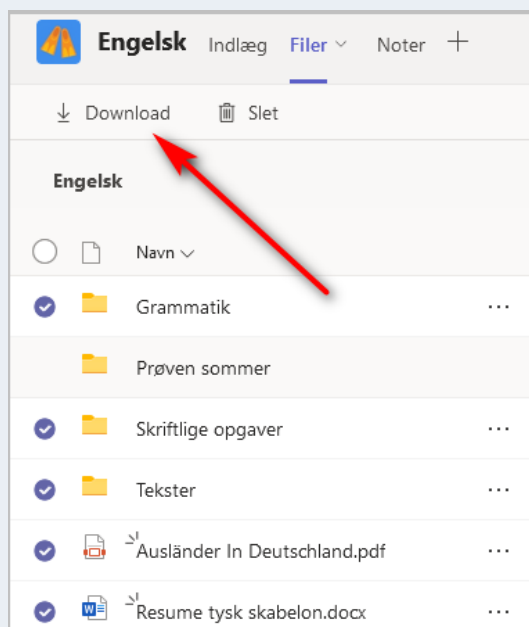 Engelsk Indlæg Filer Noter
Download Slet
Engelsk
Navn
Grammatik
Prøven sommer
Skriftlige opgaver
Tekster
Ausländer In Deutschland.pdf
Resume tysk skabelon.docx